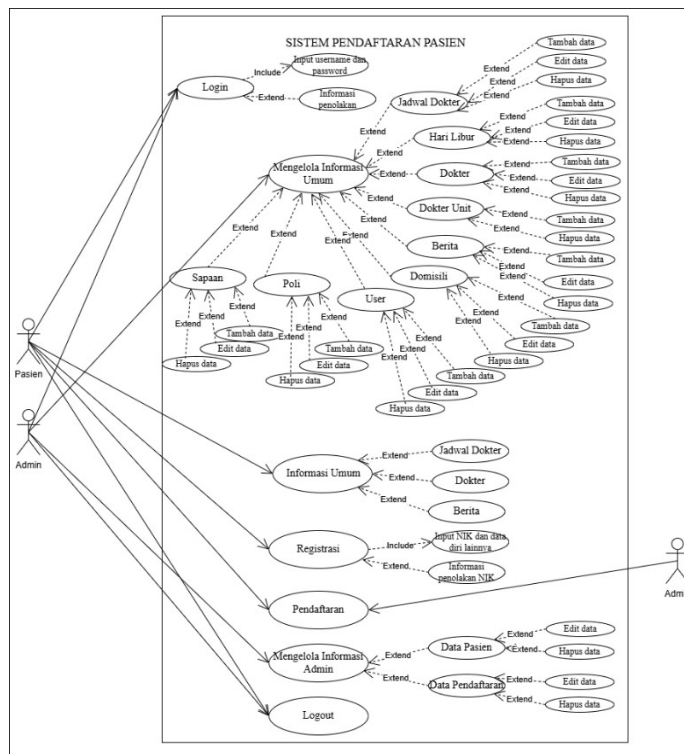 SISTEM PENDAFTARAN PASIEN
Login
Include
Input username dan
password
Extend
Informasi
penolakan
Mengelola Informasi
Umum
Extend
Jadwal Dokter
Extend
Tambah data
Extend
Edit data
Extend
Hapus data
Extend
Hari Libur
Extend
Tambah data
Extend
Edit data
Extend
Hapus data
Extend
Dokter
Extend
Tambah data
Extend
Edit data
Extend
Hapus data
Extend
Dokter Unit
Extend
Tambah data
Extend
Hapus data
Extend
Berita
Extend
Tambah data
Extend
Edit data
Extend
Hapus data
Extend
Domisili
Extend
Tambah data
Extend
Edit data
Extend
Hapus data
Extend
User
Extend
Tambah data
Extend
Edit data
Extend
Hapus data
Extend
Poli
Extend
Tambah data
Extend
Edit data
Extend
Hapus data
Extend
Sapaan
Extend
Tambah data
Extend
Edit data
Extend
Hapus data
Pasien
Admin
Informasi Umum
Extend
Jadwal Dokter
Extend
Dokter
Extend
Berita
Registrasi
Include
Input NIK dan data
diri lainnya
Extend
Informasi
penolakan NIK
Pendaftaran
Adm
Mengelola Informasi
Admin
Extend
Data Pasien
Extend
Edit data
Extend
Hapus data
Extend
Data Pendaftaran
Extend
Edit data
Extend
Hapus data
Logout